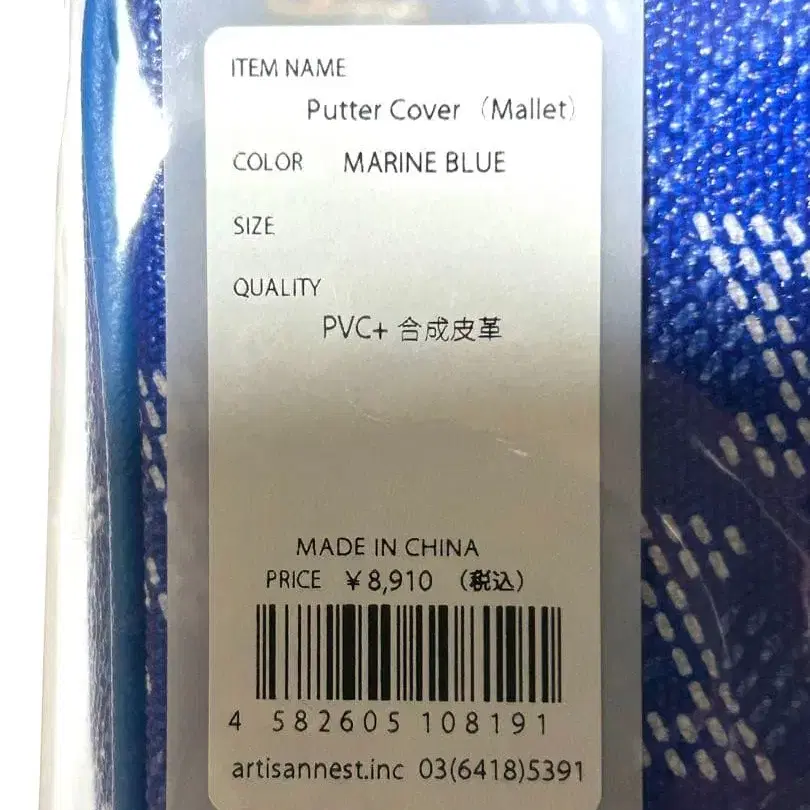 ITEM NAME
Putter Cover（Mallet）
COLOR MARINE BLUE
SIZE
QUALITY
PVC+ 合成皮革
MADE IN CHINA
PRICE ￥8,910 （税込）
4 582605 108191
artisannest.inc 03(6418)5391